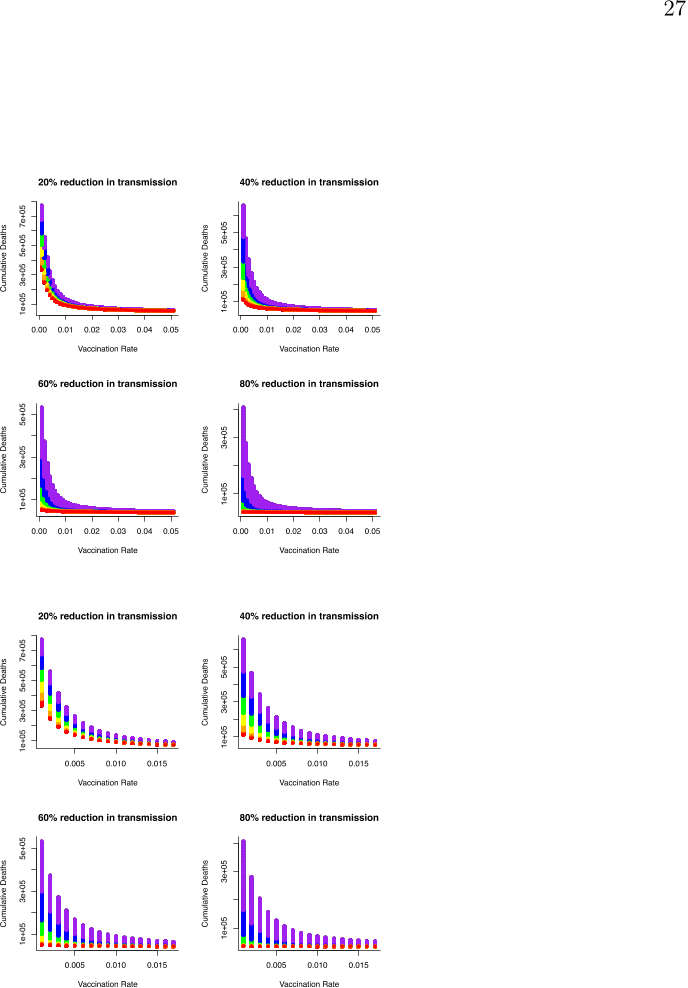 27
20% reduction in transmission
Cumulative Deaths
1e+05 3e+05 5e+05 7e+05
0.00 0.01 0.02 0.03 0.04 0.05
Vaccination Rate
40% reduction in transmission
Cumulative Deaths
1e+05 3e+05 5e+05
0.00 0.01 0.02 0.03 0.04 0.05
Vaccination Rate
60% reduction in transmission
Cumulative Deaths
1e+05 3e+05 5e+05
0.00 0.01 0.02 0.03 0.04 0.05
Vaccination Rate
80% reduction in transmission
Cumulative Deaths
1e+05 3e+05
0.00 0.01 0.02 0.03 0.04 0.05
Vaccination Rate
20% reduction in transmission
Cumulative Deaths
1e+05 3e+05 5e+05 7e+05
0.005 0.010 0.015
Vaccination Rate
40% reduction in transmission
Cumulative Deaths
1e+05 3e+05 5e+05
0.005 0.010 0.015
Vaccination Rate
60% reduction in transmission
Cumulative Deaths
1e+05 3e+05 5e+05
0.005 0.010 0.015
Vaccination Rate
80% reduction in transmission
Cumulative Deaths
1e+05 3e+05
0.005 0.010 0.015
Vaccination Rate